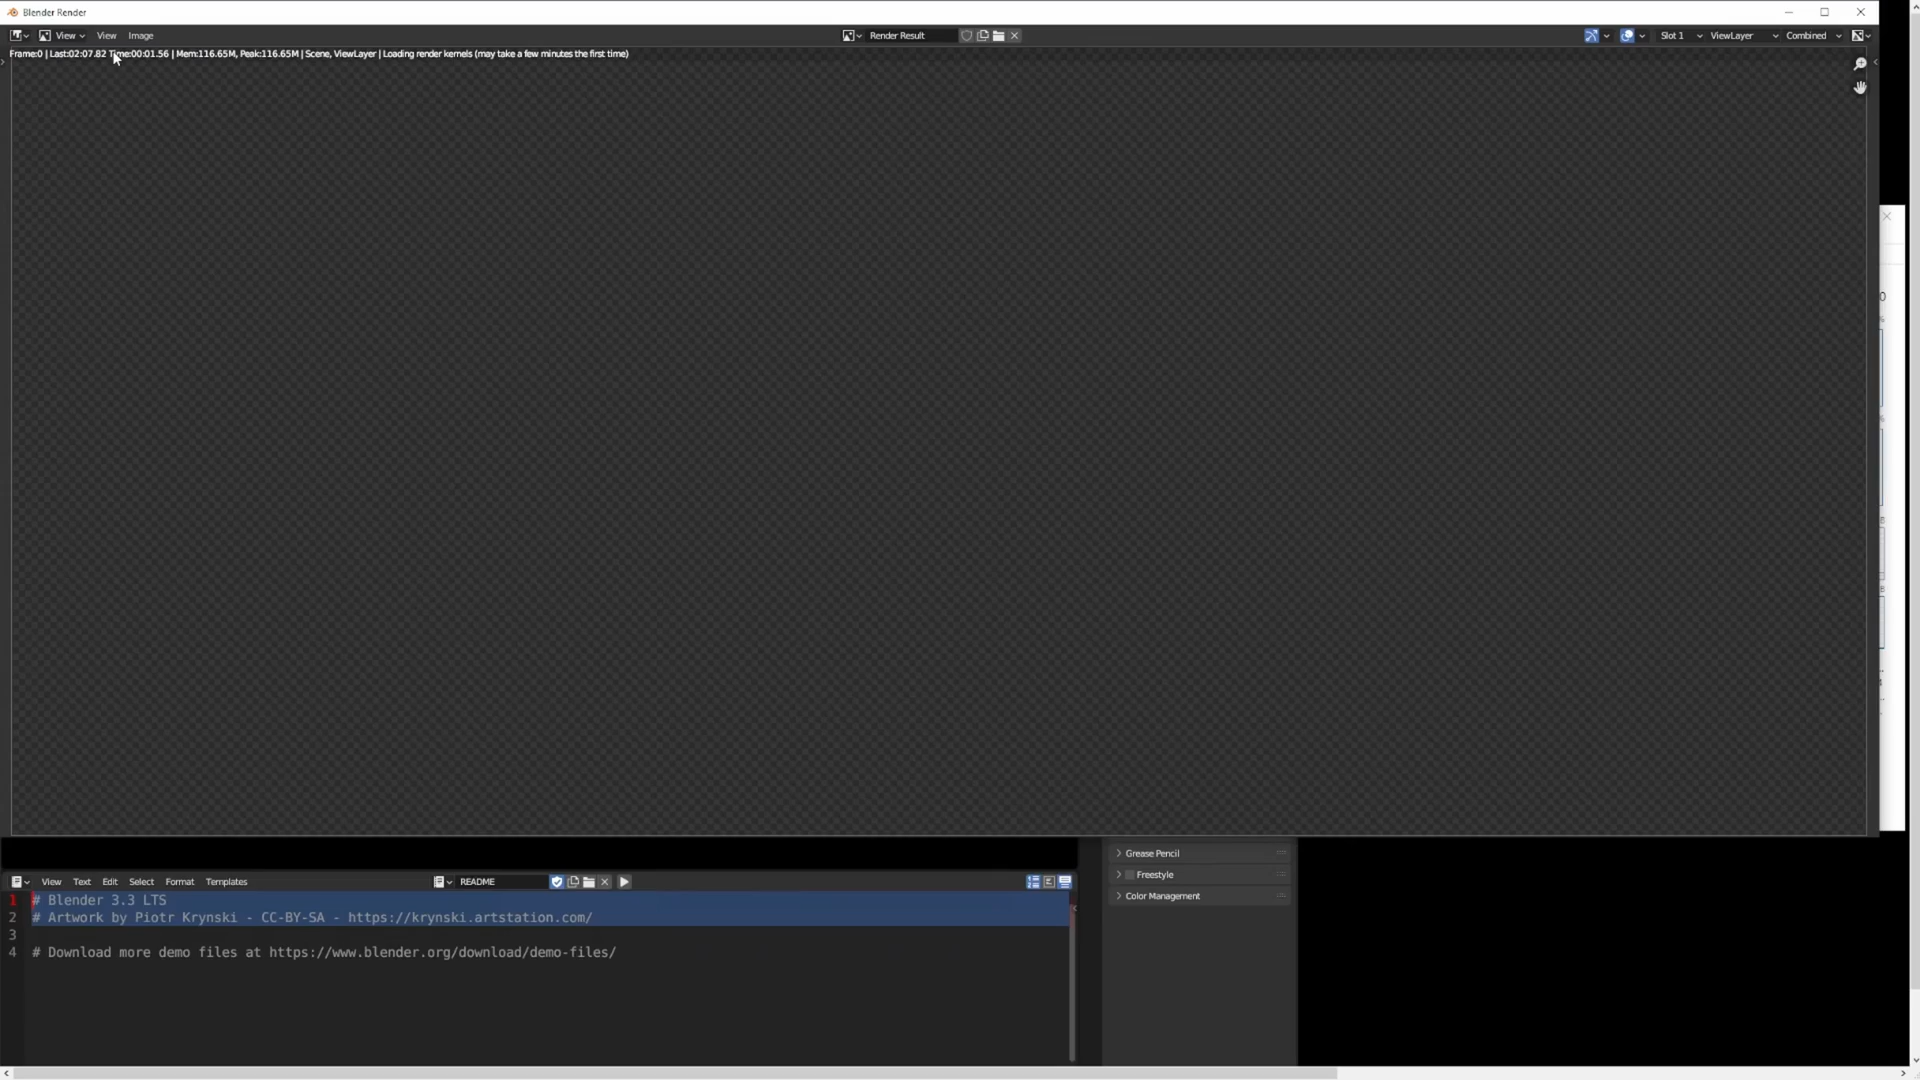 Blender Render
View View Image Render Result Slot 1 ViewLayer Combined
Frame:0 | Last:02:07.82 Time:00:01.56 | Mem:116.65M, Peak:116.65M | Scene, ViewLayer | Loading render kernels (may take a few minutes the first time)
Grease Pencil
Freestyle
Color Management
View Text Edit Select Format Templates README
1 # Blender 3.3 LTS
2 # Artwork by Piotr Krynski - CC-BY-SA - https://krynski.artstation.com/
3
4 # Download more demo files at https://www.blender.org/download/demo-files/